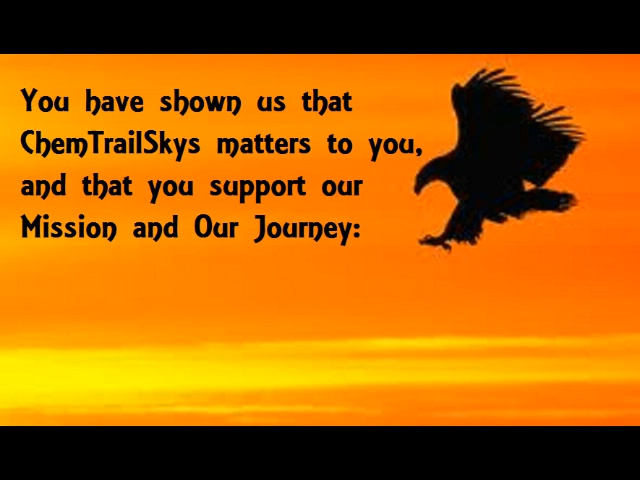 You have shown us that
ChemTrailSkys matters to you,
and that you support our
Mission and Our Journey: